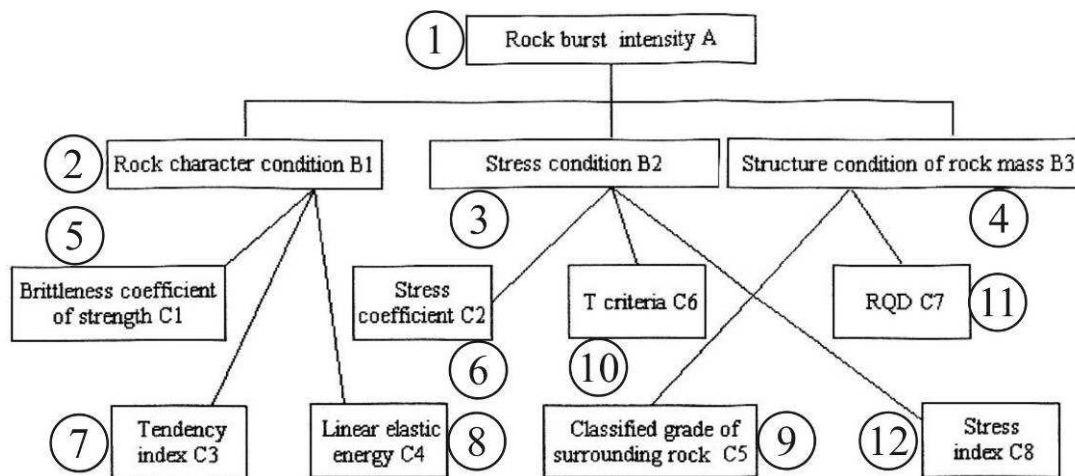 1
Rock burst intensity A
2
Rock character condition B1
Stress condition B2
Structure condition of rock mass B3
3
4
5
Brittleness coefficient
of strength C1
Stress
coefficient C2
T criteria C6
RQD C7
11
6
10
7
Tendency
index C3
Linear elastic
energy C4
8
Classified grade of
surrounding rock C5
9
12
Stress
index C8